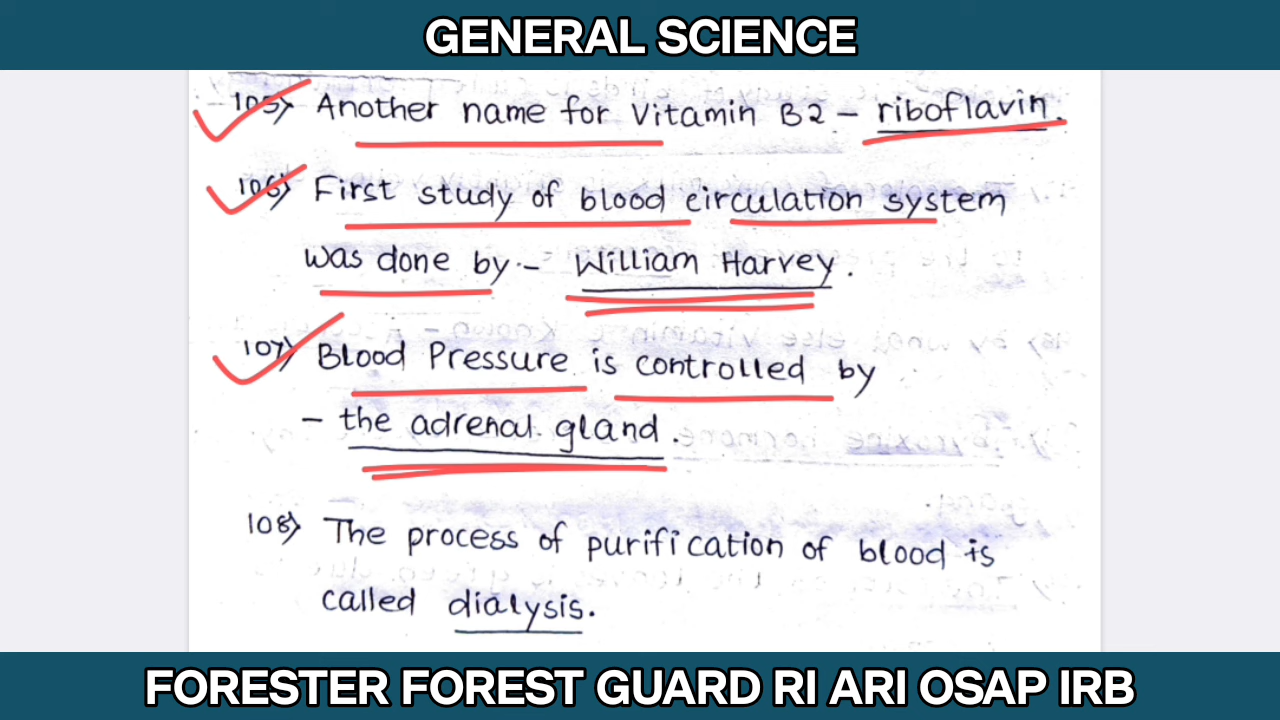 GENERAL SCIENCE
105) Another name for Vitamin B2 – riboflavin.
106) First study of blood circulation system
was done by – William Harvey.
107) Blood Pressure is controlled by
– the adrenal gland.
108) The process of purification of blood is
called dialysis.
FORESTER FOREST GUARD RI ARI OSAP IRB